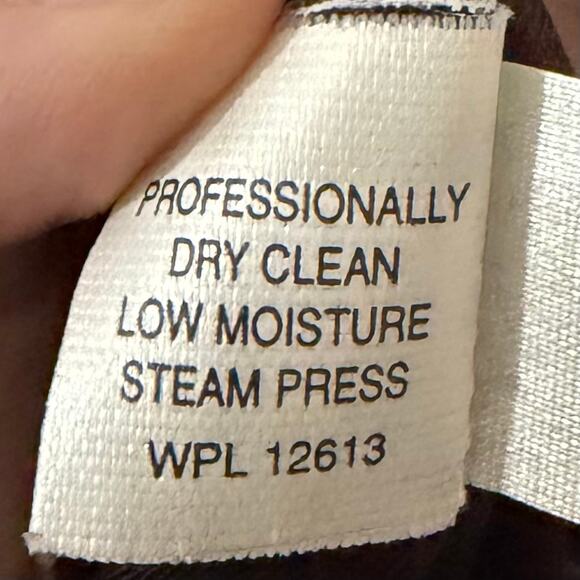 PROFESSIONALLY
DRY CLEAN
LOW MOISTURE
STEAM PRESS
WPL 12613